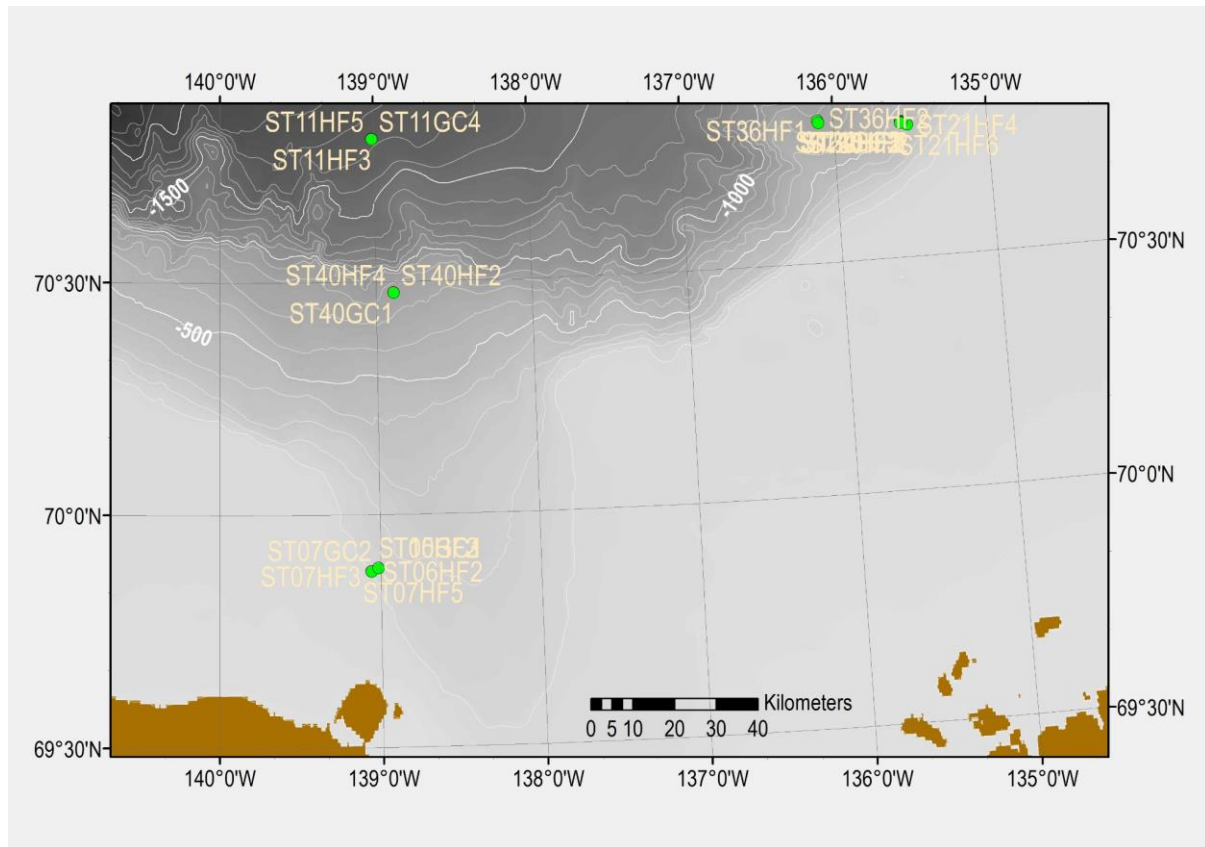 140°0'W 139°0'W 138°0'W 137°0'W 136°0'W 135°0'W
ST11HF5 ST11GC4
ST11HF3
ST36HF1 ST36HF2 ST21HF4
ST21HF6
-1500
-1000
70°30'N
ST40HF4 ST40HF2
70°30'N
ST40GC1
-500
70°0'N
70°0'N
ST07GC2
ST07HF3 ST06HF2
ST07HF5
Kilometers
0 5 10 20 30 40
69°30'N
69°30'N
140°0'W 139°0'W 138°0'W 137°0'W 136°0'W 135°0'W